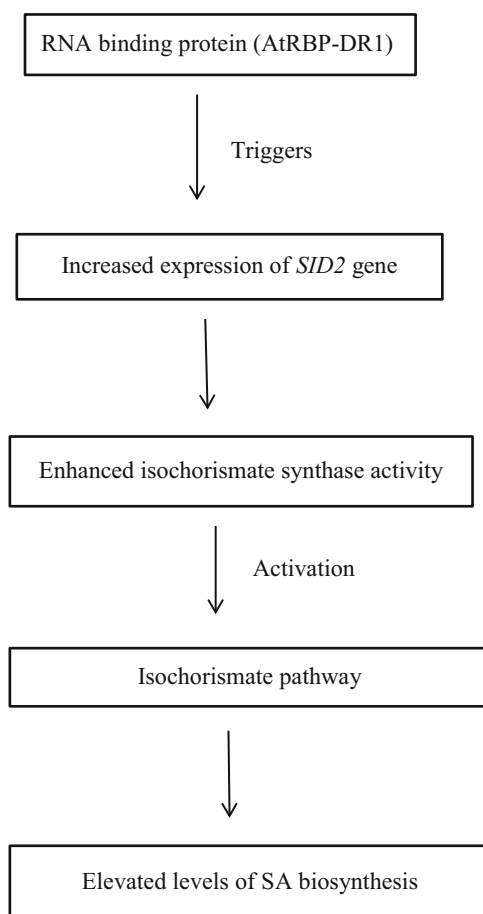 RNA binding protein (AtRBP-DR1)
Triggers
Increased expression of SID2 gene
Enhanced isochorismate synthase activity
Activation
Isochorismate pathway
Elevated levels of SA biosynthesis